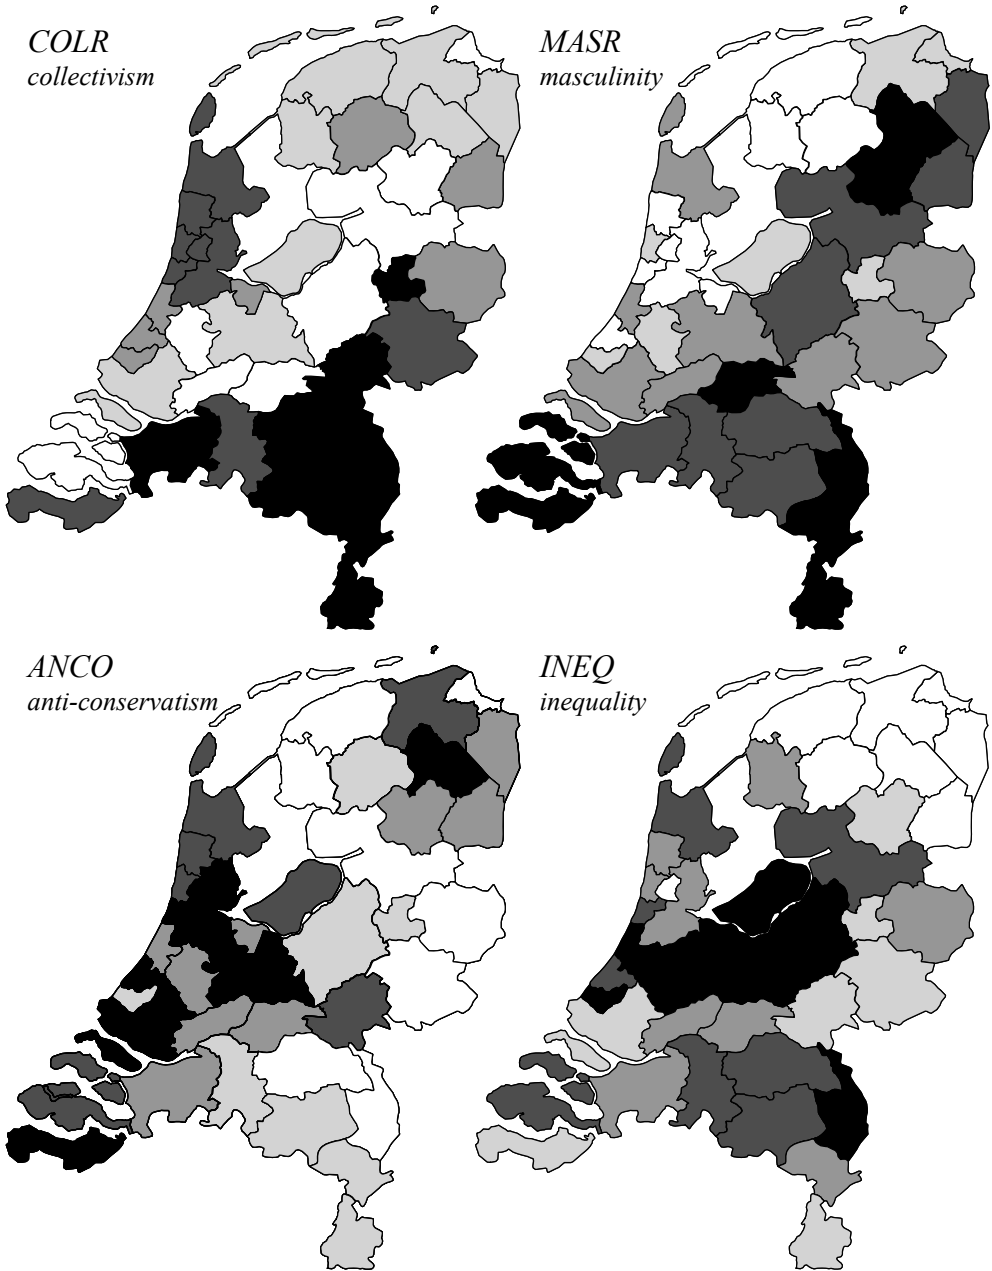 COLR
collectivism
MASR
masculinity
ANCO
anti-conservatism
INEQ
inequality